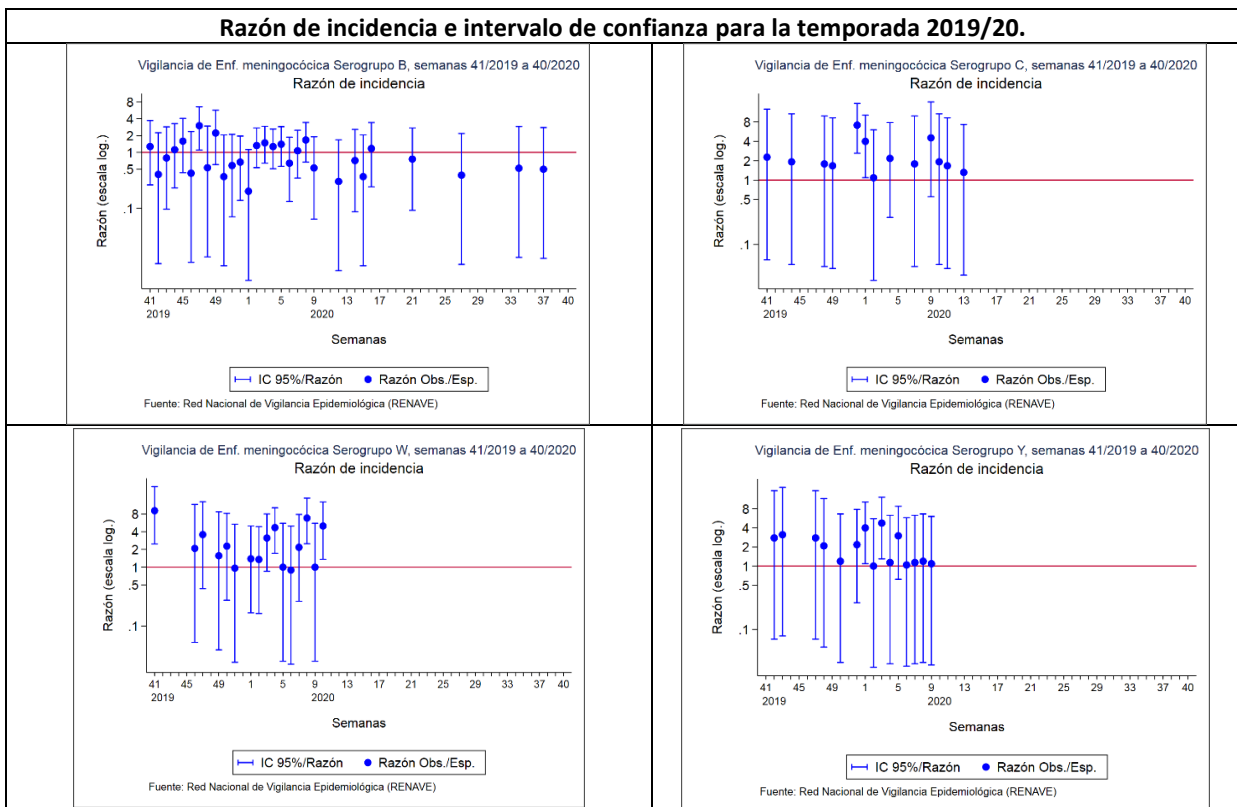 Razón de incidencia e intervalo de confianza para la temporada 2019/20.
Vigilancia de Enf. meningocócica Serogrupo B, semanas 41/2019 a 40/2020
Razón de incidencia
Razón (escala log.)
8
4
2
1
.5
.1
41 45 49 1 5 9 13 17 21 25 29 33 37 40
2019 2020
Semanas
IC 95%/Razón Razón Obs./Esp.
Fuente: Red Nacional de Vigilancia Epidemiológica (RENAVE)
Vigilancia de Enf. meningocócica Serogrupo C, semanas 41/2019 a 40/2020
Razón de incidencia
Razón (escala log.)
8
4
2
1
.5
.1
41 45 49 1 5 9 13 17 21 25 29 33 37 40
2019 2020
Semanas
IC 95%/Razón Razón Obs./Esp.
Fuente: Red Nacional de Vigilancia Epidemiológica (RENAVE)
Vigilancia de Enf. meningocócica Serogrupo W, semanas 41/2019 a 40/2020
Razón de incidencia
Razón (escala log.)
8
4
2
1
.5
.1
41 45 49 1 5 9 13 17 21 25 29 33 37 40
2019 2020
Semanas
IC 95%/Razón Razón Obs./Esp.
Fuente: Red Nacional de Vigilancia Epidemiológica (RENAVE)
Vigilancia de Enf. meningocócica Serogrupo Y, semanas 41/2019 a 40/2020
Razón de incidencia
Razón (escala log.)
8
4
2
1
.5
.1
41 45 49 1 5 9 13 17 21 25 29 33 37 40
2019 2020
Semanas
IC 95%/Razón Razón Obs./Esp.
Fuente: Red Nacional de Vigilancia Epidemiológica (RENAVE)